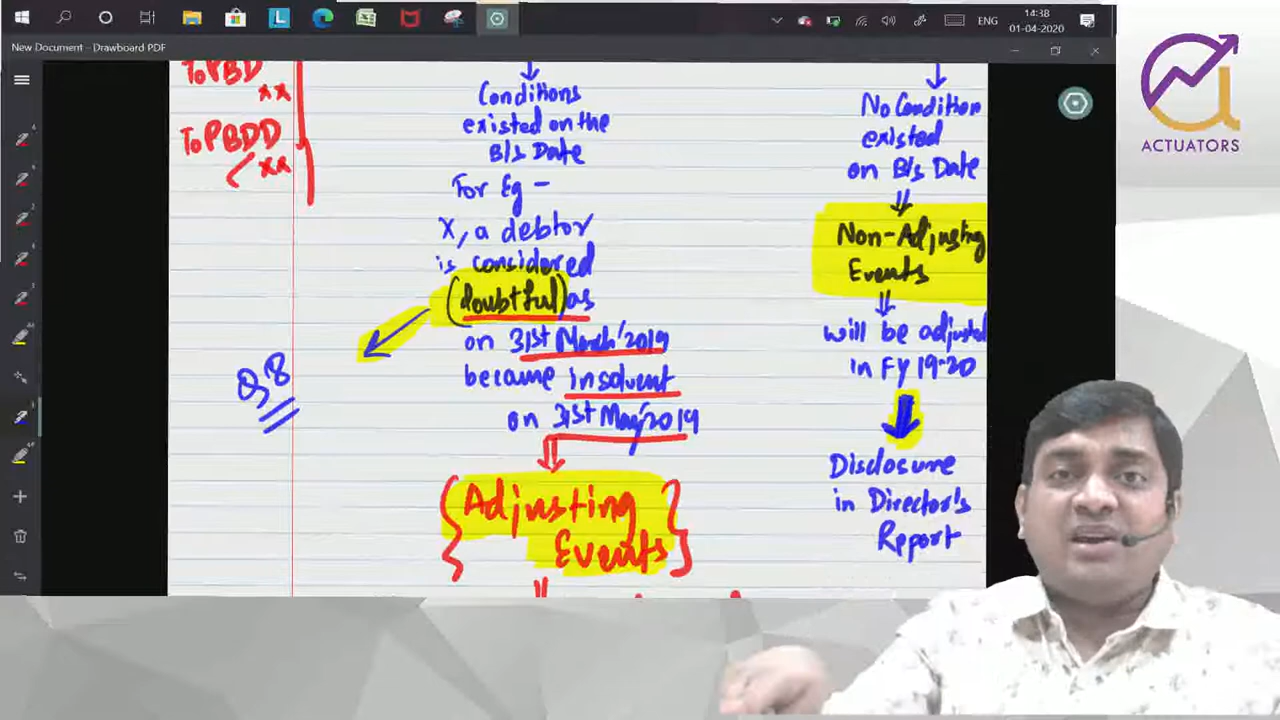 14:38
ENG
01-04-2020
New Document - Drawboard PDF
ACTUATORS
To PBD
xx
To PBDD
xx
Conditions
existed on the
B/s Date
For Eg -
X, a debtor
is considered
(doubtful) as
on 31st March'2019
became insolvent
on 31st May'2019
{Adjusting
Events}
Q,8
No Condition
existed
on B/s Date
Non-Adjusting
Events
will be adjusted
in FY 19-20
Disclosure
in Director's
Report